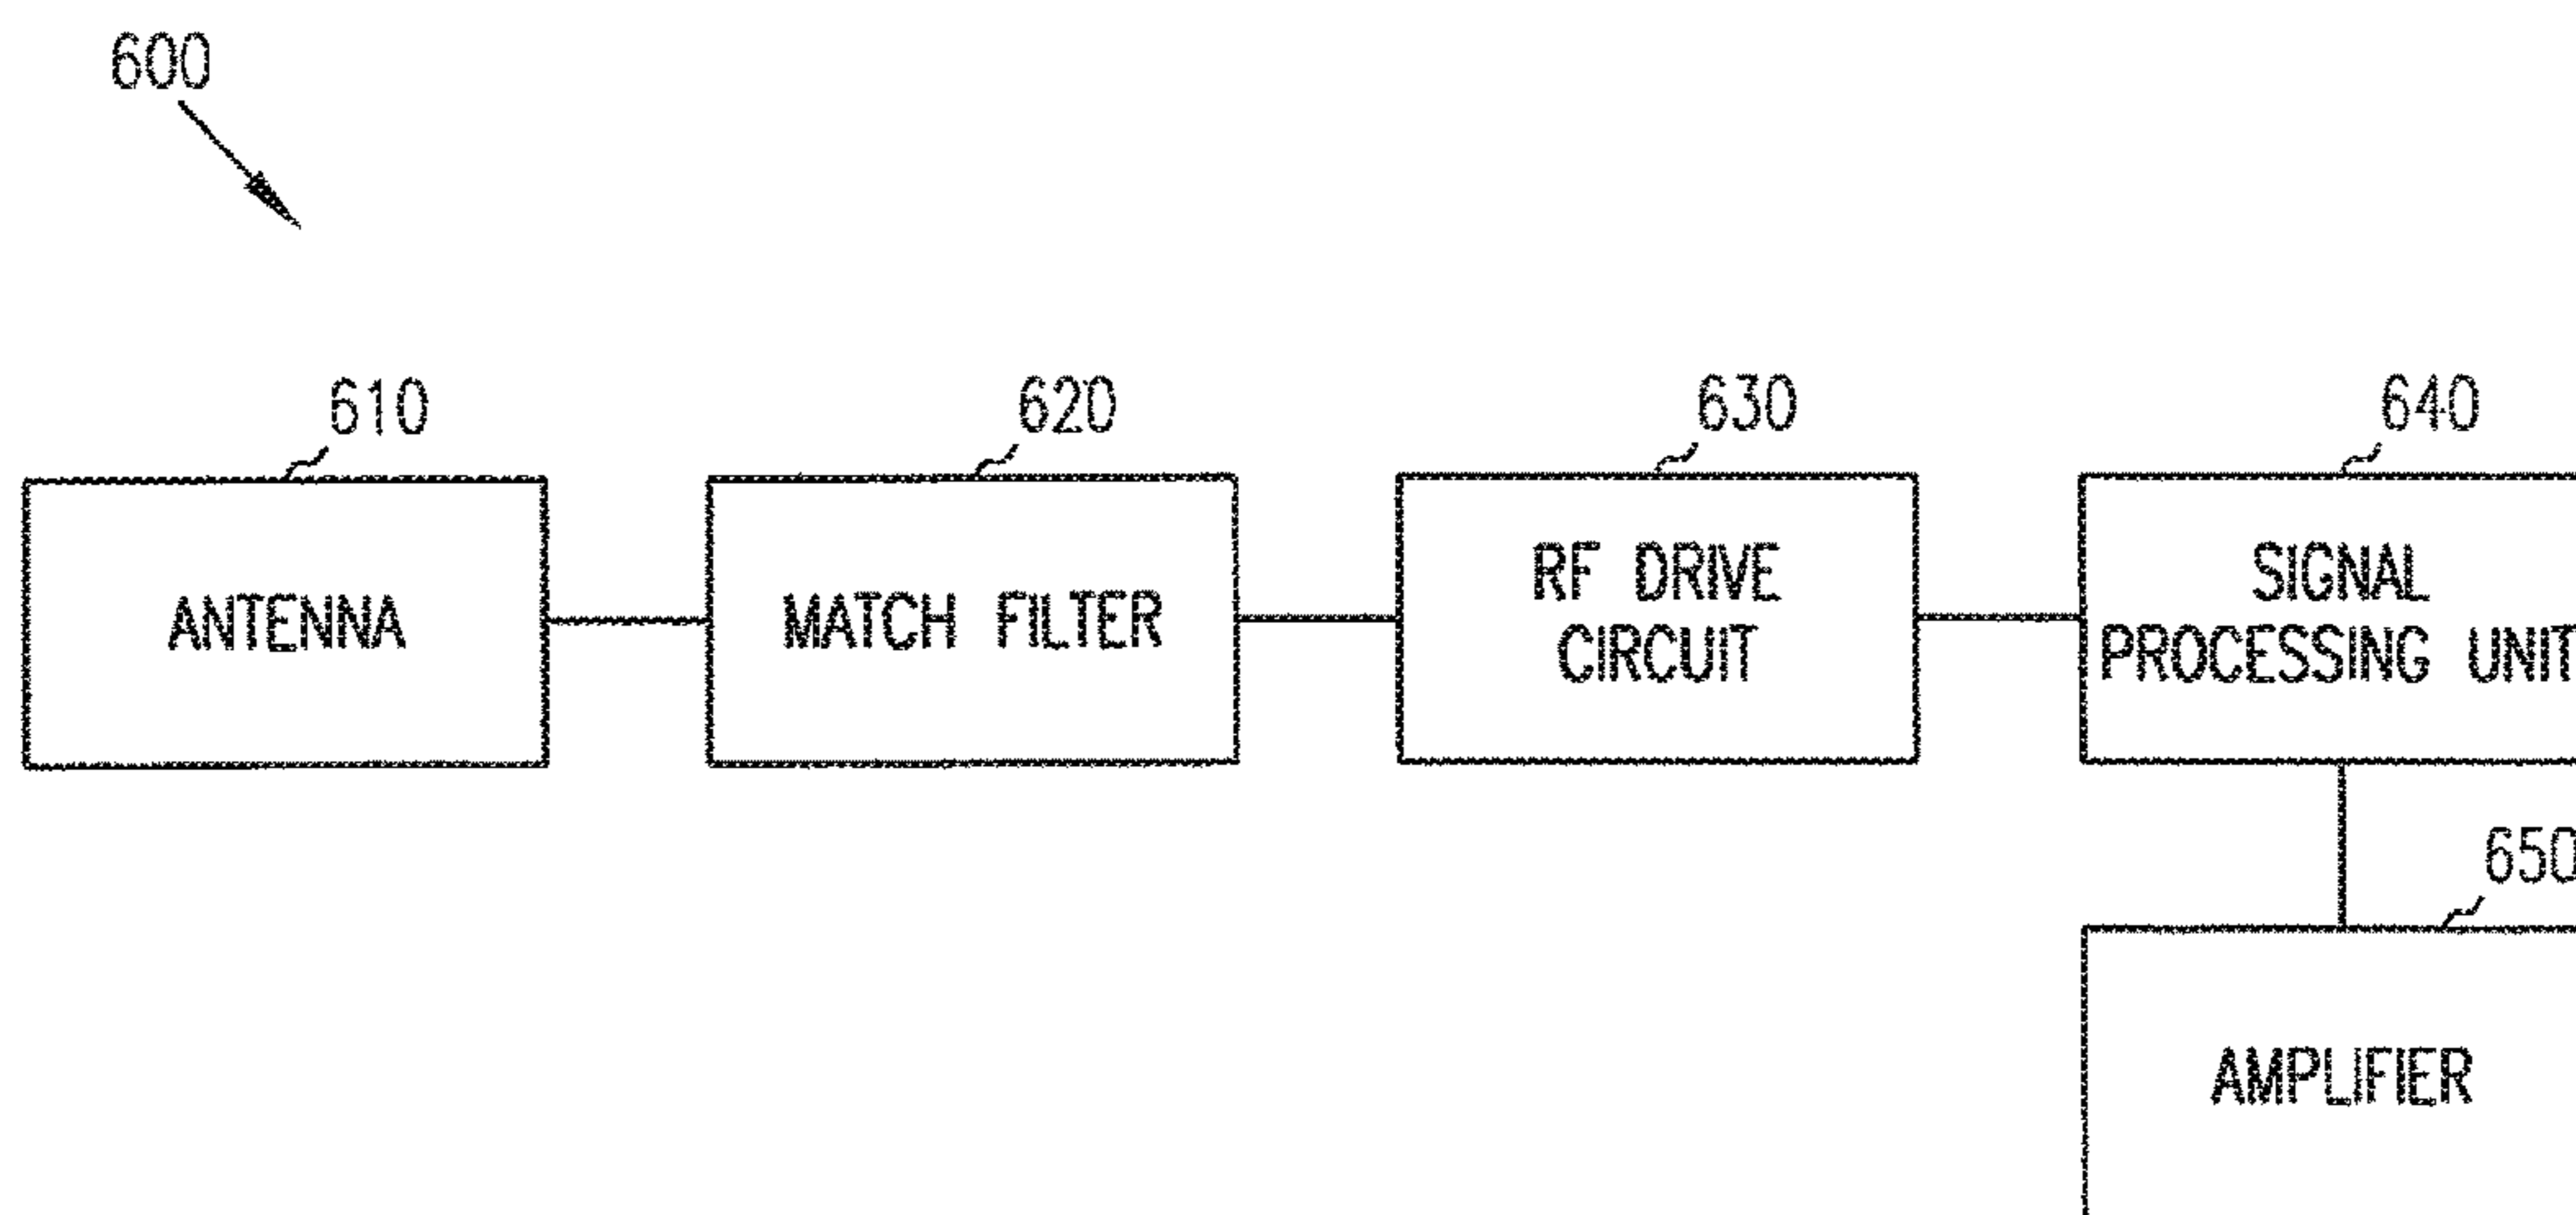 600
610
620
630
640
ANTENNA
MATCH FILTER
RF DRIVE
CIRCUIT
SIGNAL
PROCESSING UNIT
650
AMPLIFIER